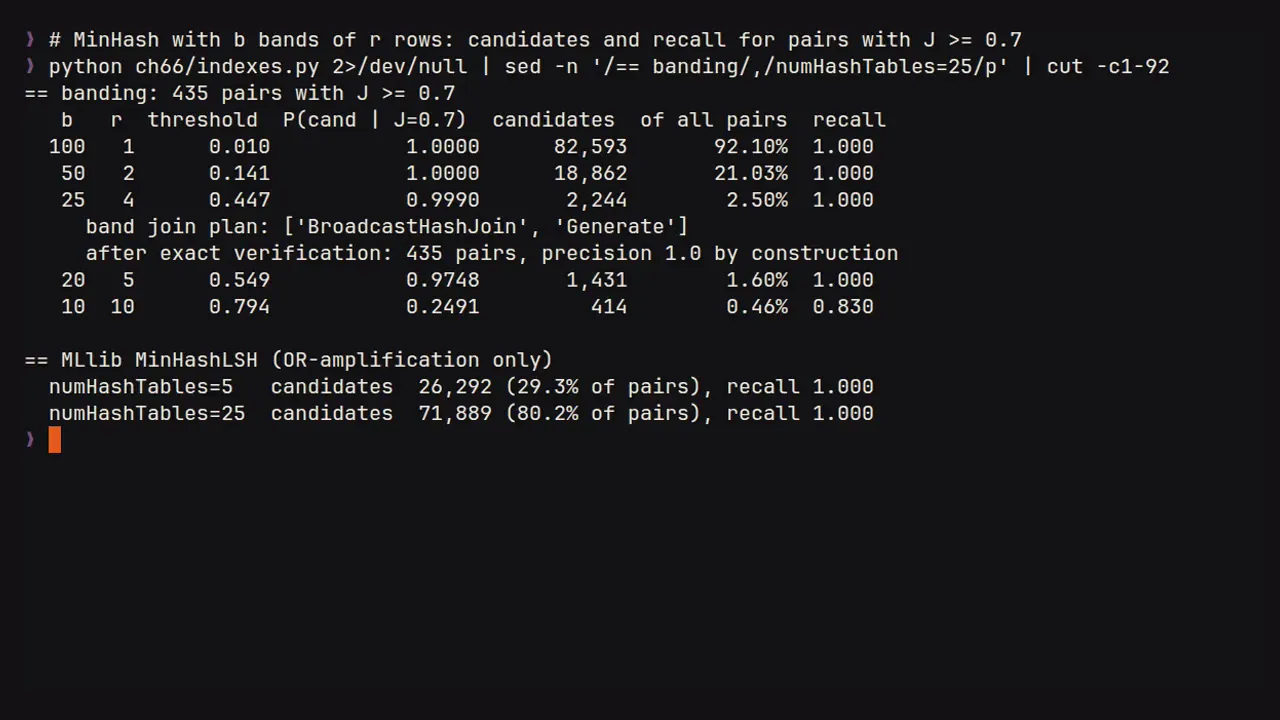 ❯ # MinHash with b bands of r rows: candidates and recall for pairs with J >= 0.7
❯ python ch66/indexes.py 2>/dev/null | sed -n '/== banding/,/numHashTables=25/p' | cut -c1-92
== banding: 435 pairs with J >= 0.7
b r threshold P(cand | J=0.7) candidates of all pairs recall
100 1 0.010 1.0000 82,593 92.10% 1.000
50 2 0.141 1.0000 18,862 21.03% 1.000
25 4 0.447 0.9990 2,244 2.50% 1.000
band join plan: ['BroadcastHashJoin', 'Generate']
after exact verification: 435 pairs, precision 1.0 by construction
20 5 0.549 0.9748 1,431 1.60% 1.000
10 10 0.794 0.2491 414 0.46% 0.830
== MLlib MinHashLSH (OR-amplification only)
numHashTables=5 candidates 26,292 (29.3% of pairs), recall 1.000
numHashTables=25 candidates 71,889 (80.2% of pairs), recall 1.000
❯